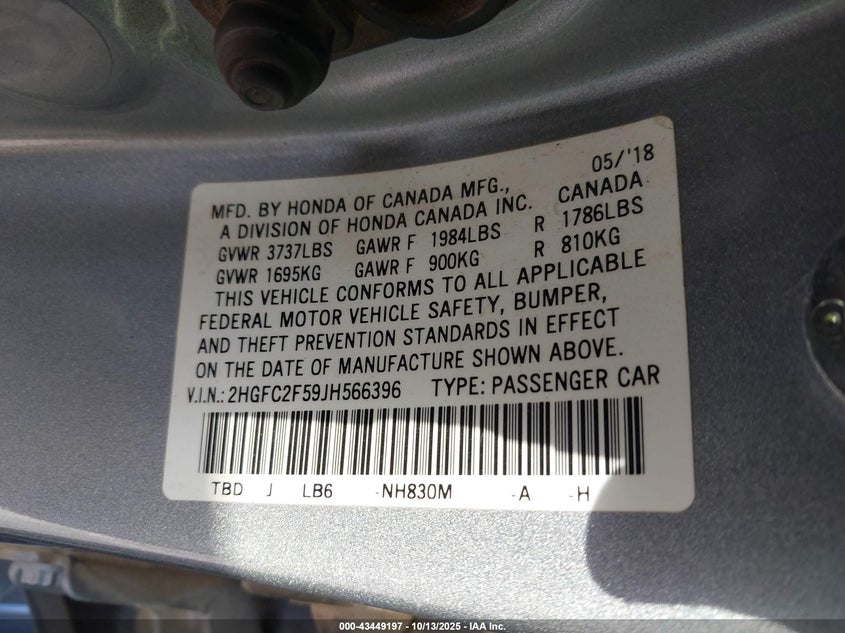 05/'18
MFD. BY HONDA OF CANADA MFG., CANADA
A DIVISION OF HONDA CANADA INC.
GVWR 3737LBS GAWR F 1984LBS R 1786LBS
GVWR 1695KG GAWR F 900KG R 810KG
THIS VEHICLE CONFORMS TO ALL APPLICABLE
FEDERAL MOTOR VEHICLE SAFETY, BUMPER,
AND THEFT PREVENTION STANDARDS IN EFFECT
ON THE DATE OF MANUFACTURE SHOWN ABOVE.
V.I.N.: 2HGFC2F59JH566396 TYPE: PASSENGER CAR
TBD J LB6 -NH830M -A -H
000-43449197 - 10/13/2025 - IAA Inc.